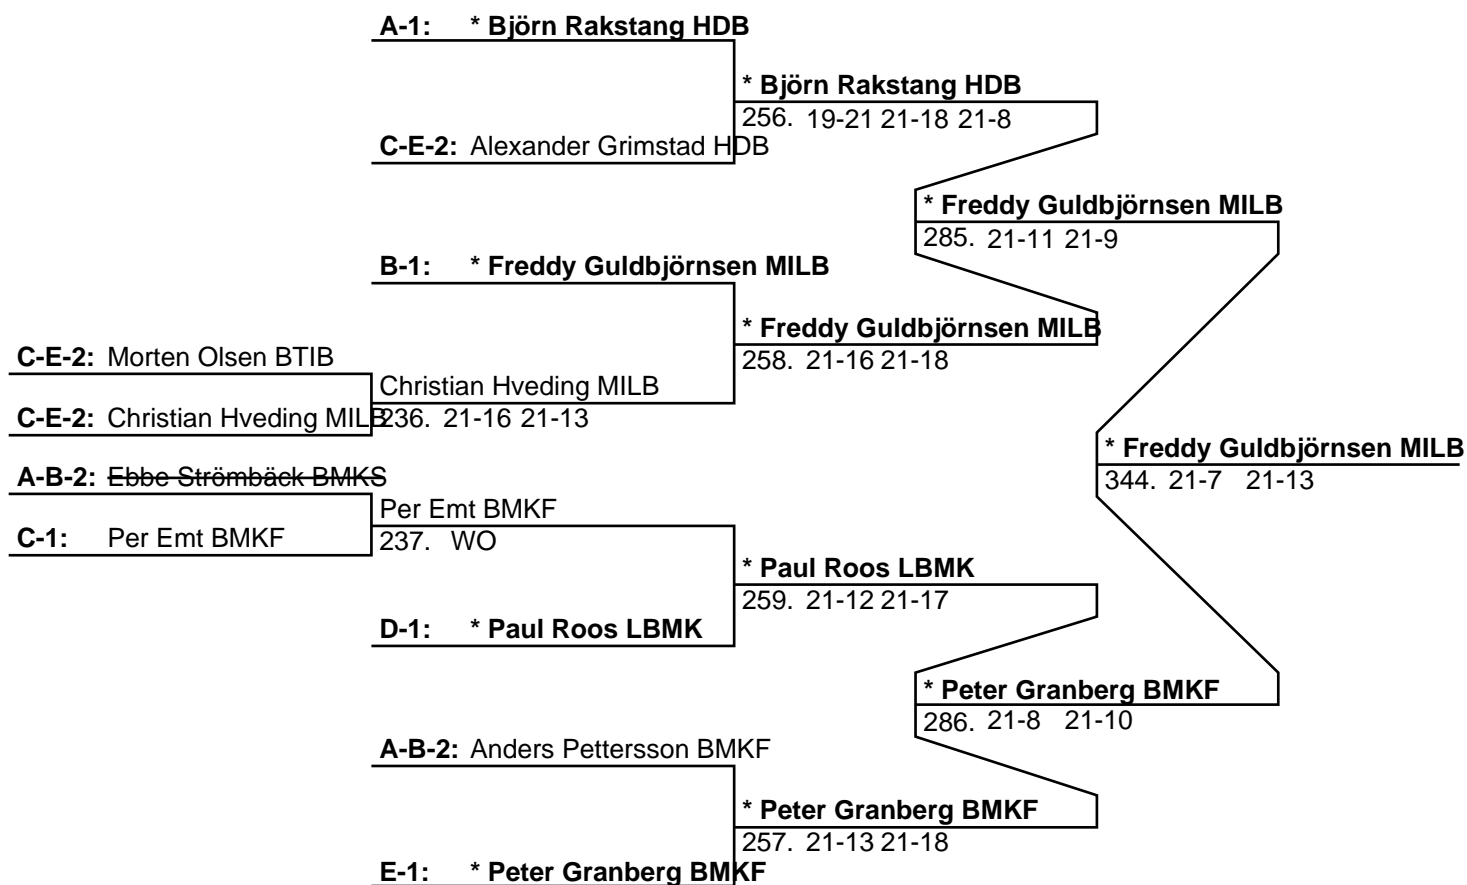 A-1: * Björn Rakstang HDB
* Björn Rakstang HDB
256. 19-21 21-18 21-8
C-E-2: Alexander Grimstad HDB
* Freddy Guldbjörnsen MILB
285. 21-11 21-9
B-1: * Freddy Guldbjörnsen MILB
* Freddy Guldbjörnsen MILB
258. 21-16 21-18
C-E-2: Morten Olsen BTIB
Christian Hveding MILB
236. 21-16 21-13
C-E-2: Christian Hveding MILB
* Freddy Guldbjörnsen MILB
344. 21-7 21-13
A-B-2: Ebbe Strömbäck BMKS
Per Emt BMKF
237. WO
C-1: Per Emt BMKF
* Paul Roos LBMK
259. 21-12 21-17
D-1: * Paul Roos LBMK
* Peter Granberg BMKF
286. 21-8 21-10
A-B-2: Anders Pettersson BMKF
* Peter Granberg BMKF
257. 21-13 21-18
E-1: * Peter Granberg BMKF